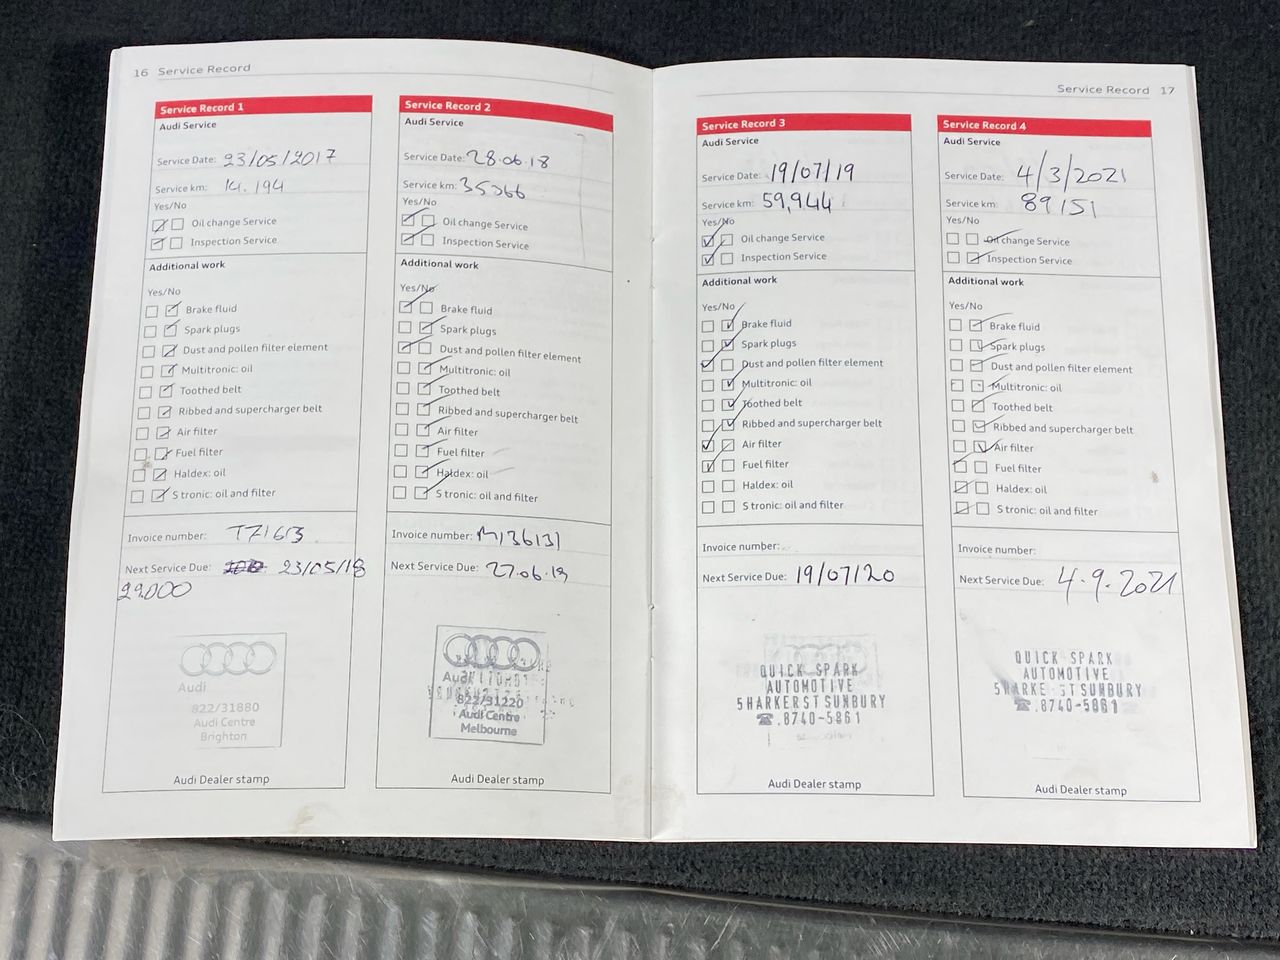 16 Service Record
Service Record 1
Audi Service
Service Date: 23/05/2017
Service km: 14.194
Yes/No
Oil change Service
Inspection Service
Additional work
Yes/No
Brake fluid
Spark plugs
Dust and pollen filter element
Multitronic: oil
Toothed belt
Ribbed and supercharger belt
Air filter
Fuel filter
Haldex: oil
S tronic: oil and filter
Invoice number:
Next Service Due: 23/05/18
29.000
Audi
822/31880
Audi Centre
Brighton
Audi Dealer stamp
Service Record 2
Audi Service
Service Date: 28.06.18
Service km:
Yes/No
Oil change Service
Inspection Service
Additional work
Yes/No
Brake fluid
Spark plugs
Dust and pollen filter element
Multitronic: oil
Toothed belt
Ribbed and supercharger belt
Air filter
Fuel filter
Haldex: oil
S tronic: oil and filter
Invoice number: M136131
Next Service Due: 27.06.19
Audi
822/31220
Audi Centre
Melbourne
Audi Dealer stamp
Service Record 17
Service Record 3
Audi Service
Service Date: 19/07/19
Service km: 59,944
Yes/No
Oil change Service
Inspection Service
Additional work
Yes/No
Brake fluid
Spark plugs
Dust and pollen filter element
Multitronic: oil
Toothed belt
Ribbed and supercharger belt
Air filter
Fuel filter
Haldex: oil
S tronic: oil and filter
Invoice number:
Next Service Due: 19/07/20
QUICK SPARK
AUTOMOTIVE
5 HARKER ST SUNBURY
☎.8740-5861
Audi Dealer stamp
Service Record 4
Audi Service
Service Date: 4/3/2021
Service km 89151
Yes/No
Oil change Service
Inspection Service
Additional work
Yes/No
Brake fluid
Spark plugs
Dust and pollen filter element
Multitronic: oil
Toothed belt
Ribbed and supercharger belt
Air filter
Fuel filter
Haldex: oil
S tronic: oil and filter
Invoice number:
Next Service Due: 4.9.2021
QUICK SPARK
AUTOMOTIVE
5 HARKE ST SUNBURY
☎.8740-5861
Audi Dealer stamp